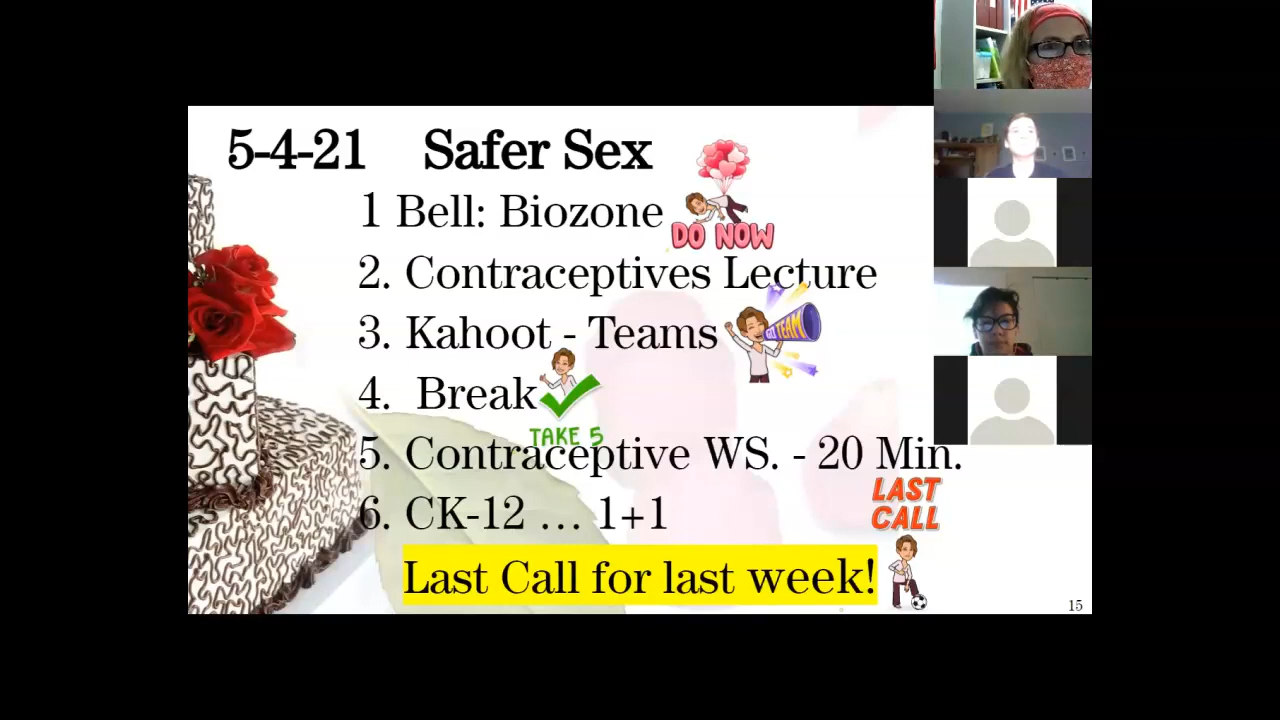 5-4-21 Safer Sex
1 Bell: Biozone
DO NOW
2. Contraceptives Lecture
3. Kahoot - Teams
GO TEAM
4. Break
TAKE 5
5. Contraceptive WS. - 20 Min.
6. CK-12 ... 1+1
LAST
CALL
Last Call for last week!
15